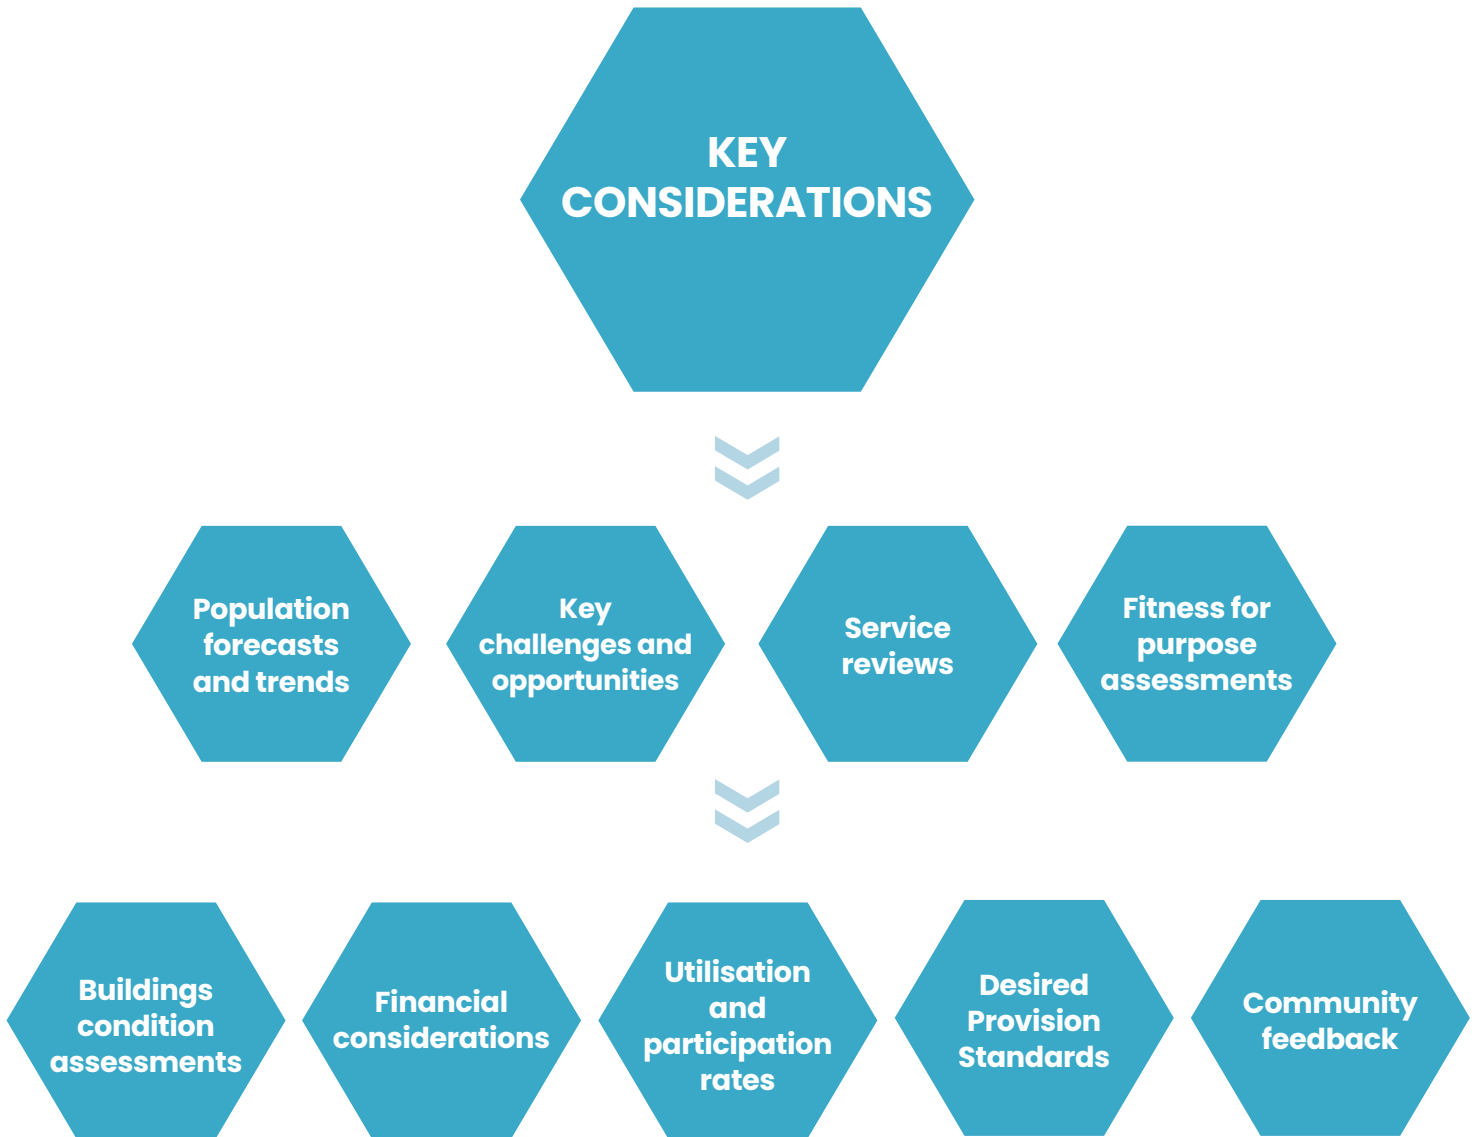 KEY
CONSIDERATIONS
Population
forecasts
and trends
Key
challenges and
opportunities
Service
reviews
Fitness for
purpose
assessments
Buildings
condition
assessments
Financial
considerations
Utilisation
and
participation
rates
Desired
Provision
Standards
Community
feedback